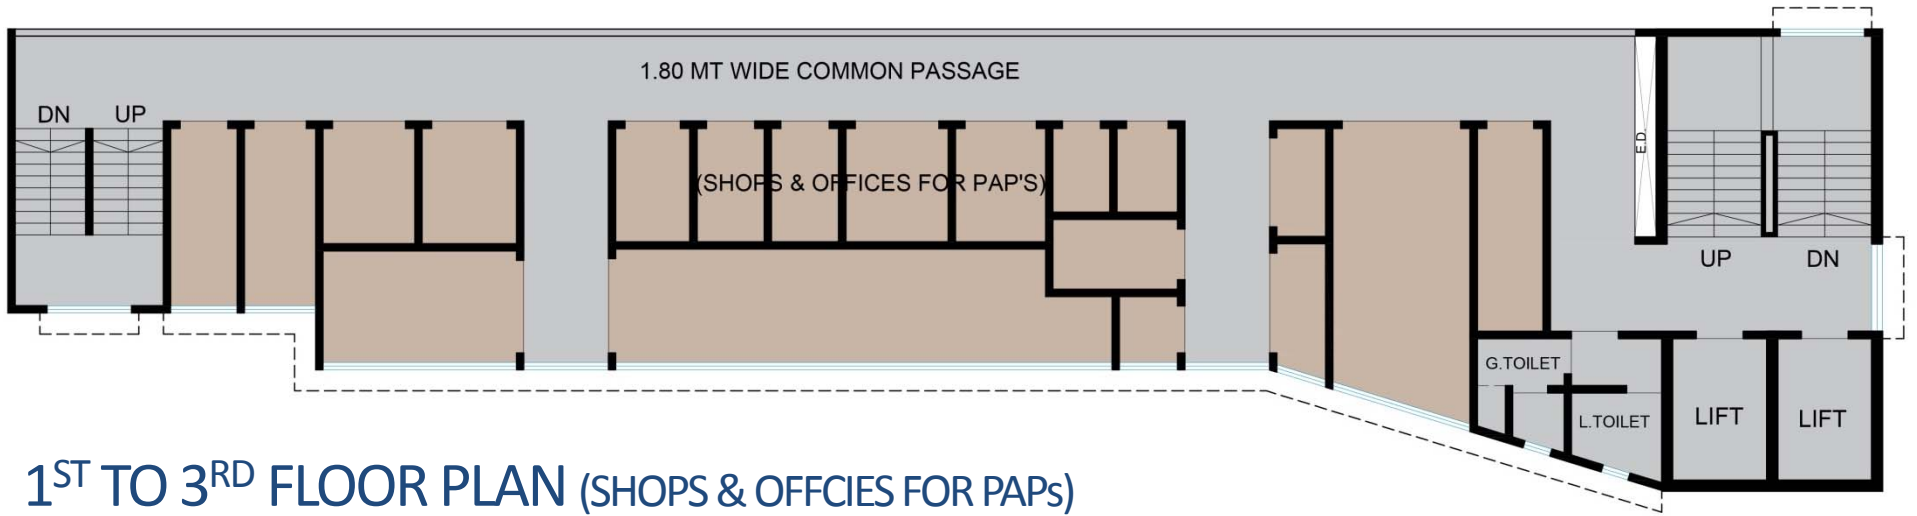 1.80 MT WIDE COMMON PASSAGE
DN UP
E.D.
(SHOPS & OFFICES FOR PAP'S)
UP DN
G.TOILET
L.TOILET
LIFT LIFT
1ST TO 3RD FLOOR PLAN (SHOPS & OFFCIES FOR PAPs)